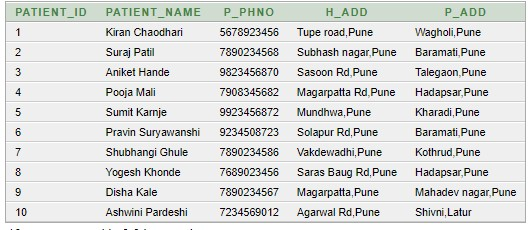 PATIENT_ID PATIENT_NAME P_PHNO H_ADD P_ADD
1 Kiran Chaodhari 5678923456 Tupe road,Pune Wagholi,Pune
2 Suraj Patil 7890234568 Subhash nagar,Pune Baramati,Pune
3 Aniket Hande 9823456870 Sasoon Rd,Pune Talegaon,Pune
4 Pooja Mali 7908345682 Magarpatta Rd,Pune Hadapsar,Pune
5 Sumit Karnje 9923456872 Mundhwa,Pune Kharadi,Pune
6 Pravin Suryawanshi 9234508723 Solapur Rd,Pune Baramati,Pune
7 Shubhangi Ghule 7890234586 Vakdewadhi,Pune Kothrud,Pune
8 Yogesh Khonde 7689023456 Saras Baug Rd,Pune Hadapsar,Pune
9 Disha Kale 7890234567 Magarpatta,Pune Mahadev nagar,Pune
10 Ashwini Pardeshi 7234569012 Agarwal Rd,Pune Shivni,Latur